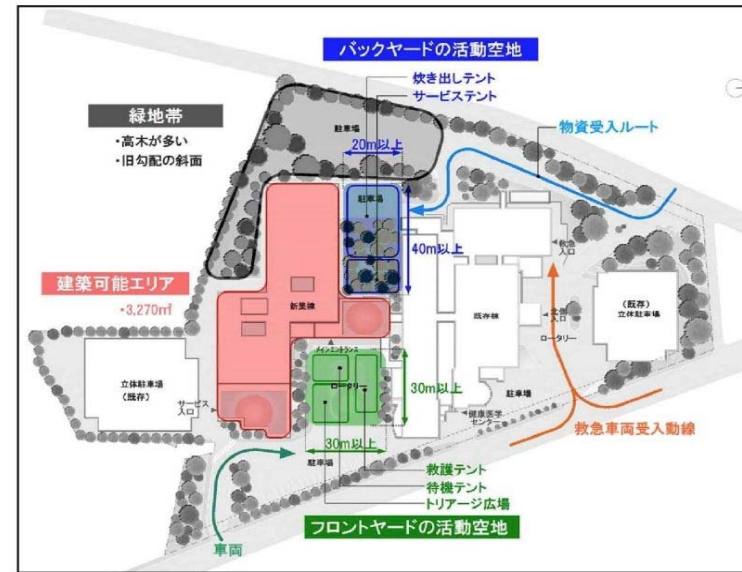 バックヤードの活動空地
炊き出しテント
サービステント
緑地帯
・高木が多い
・旧勾配の斜面
駐車場
20m以上
物資受入ルート
駐車場
40m以上
救急
入口
建築可能エリア
・3,270㎡
新築棟
既存棟
(既存)
立体駐車場
ロータリー
メインエントランス
ロータリー
30m以上
立体駐車場
(既存)
サービス
入口
駐車場
健康医学
センター
30m以上
駐車場
救急車両受入動線
救護テント
待機テント
トリアージ広場
車両
フロントヤードの活動空地